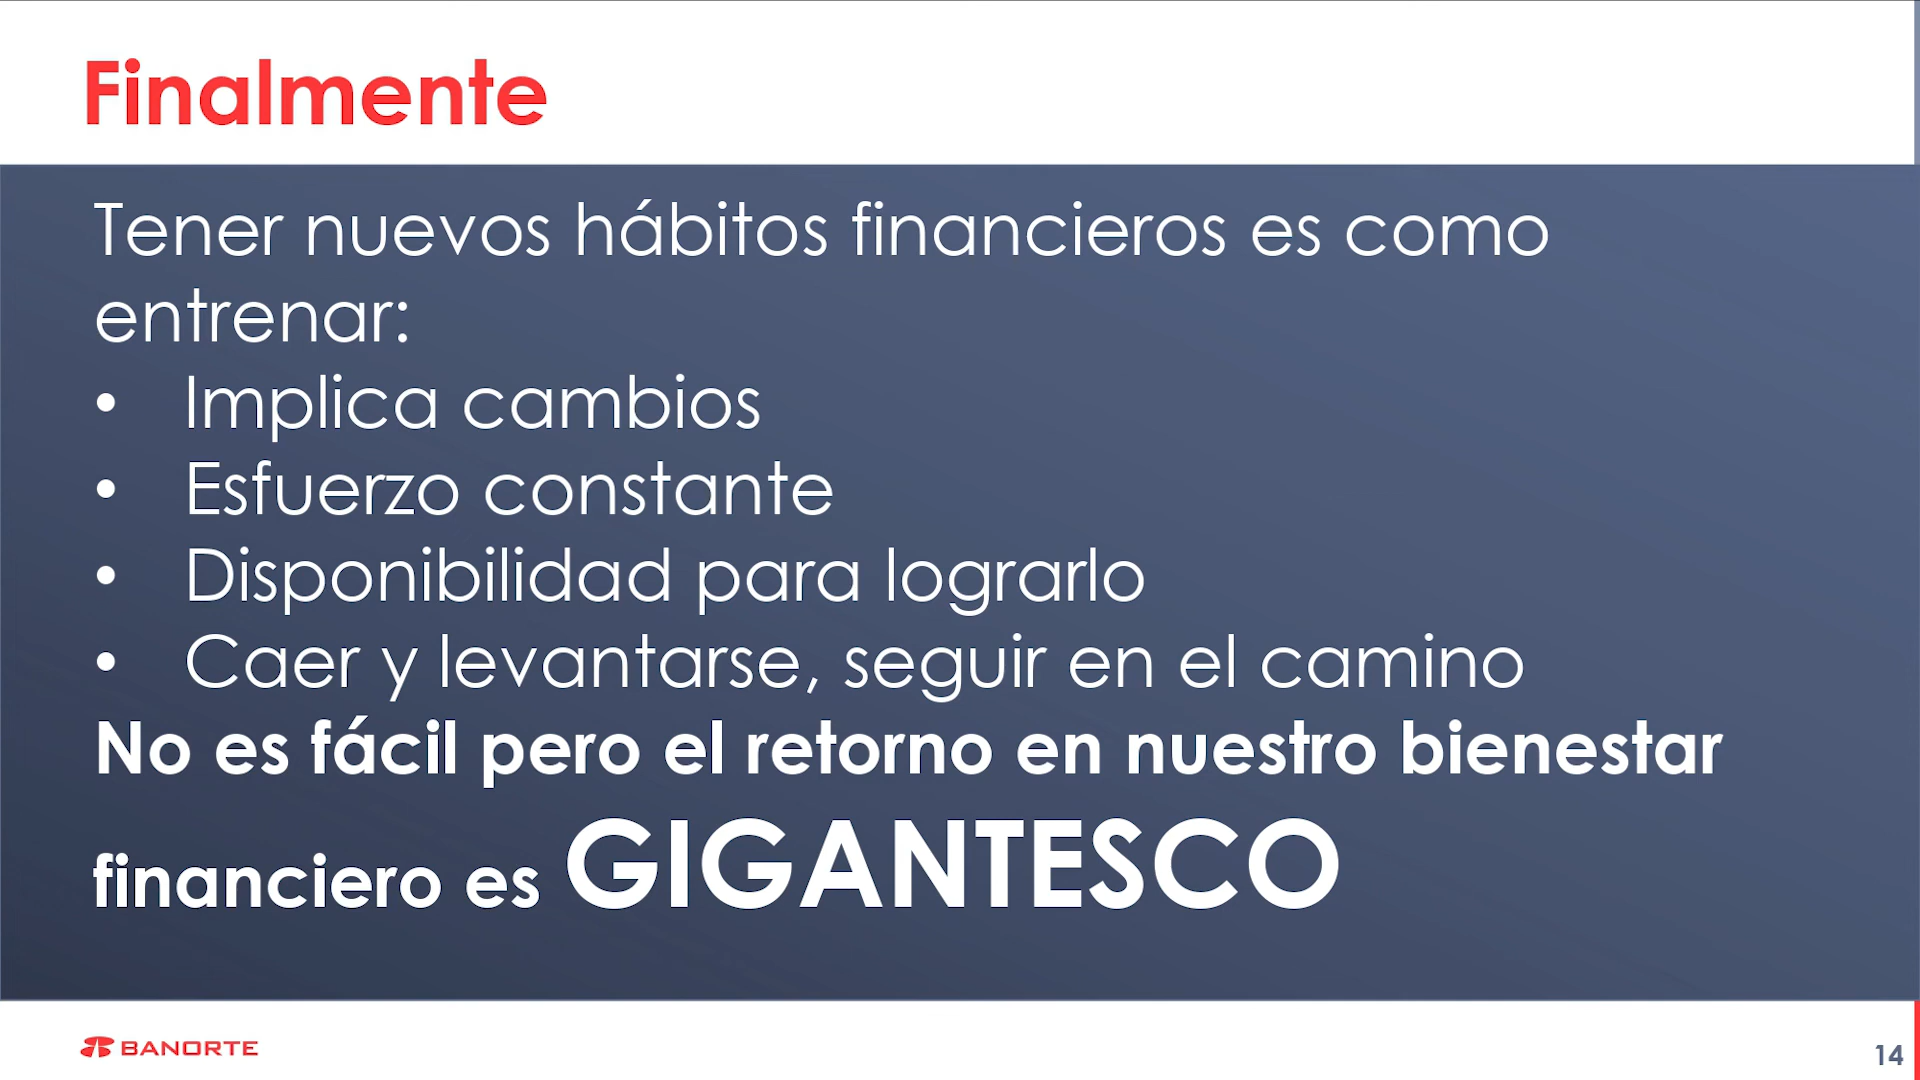 Finalmente
Tener nuevos hábitos financieros es como
entrenar:
• Implica cambios
• Esfuerzo constante
• Disponibilidad para lograrlo
• Caer y levantarse, seguir en el camino
No es fácil pero el retorno en nuestro bienestar
financiero es GIGANTESCO
BANORTE
14